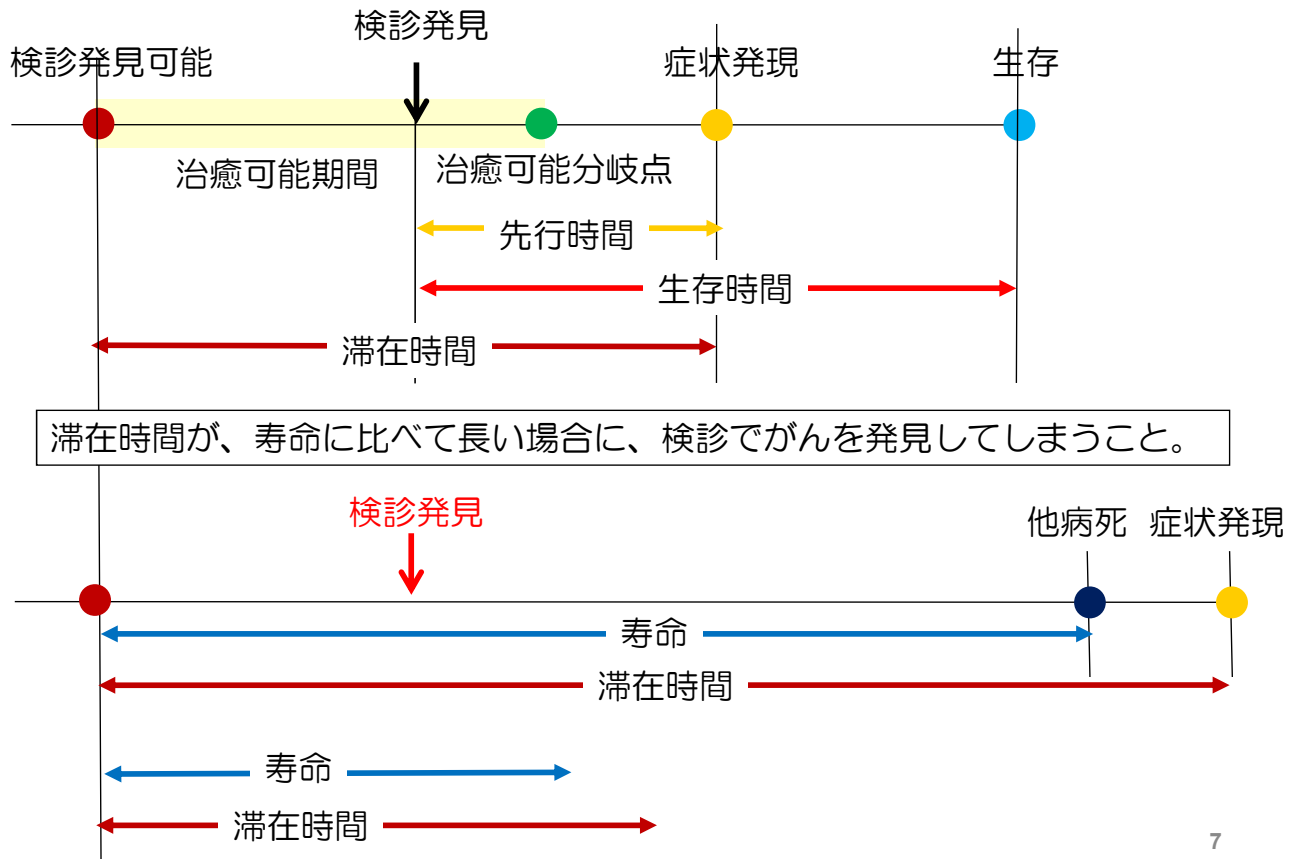 検診発見
検診発見可能
症状発現
生存
治癒可能期間
治癒可能分岐点
先行時間
生存時間
滞在時間
滞在時間が、寿命に比べて長い場合に、検診でがんを発見してしまうこと。
検診発見
他病死
症状発現
寿命
滞在時間
寿命
滞在時間
7